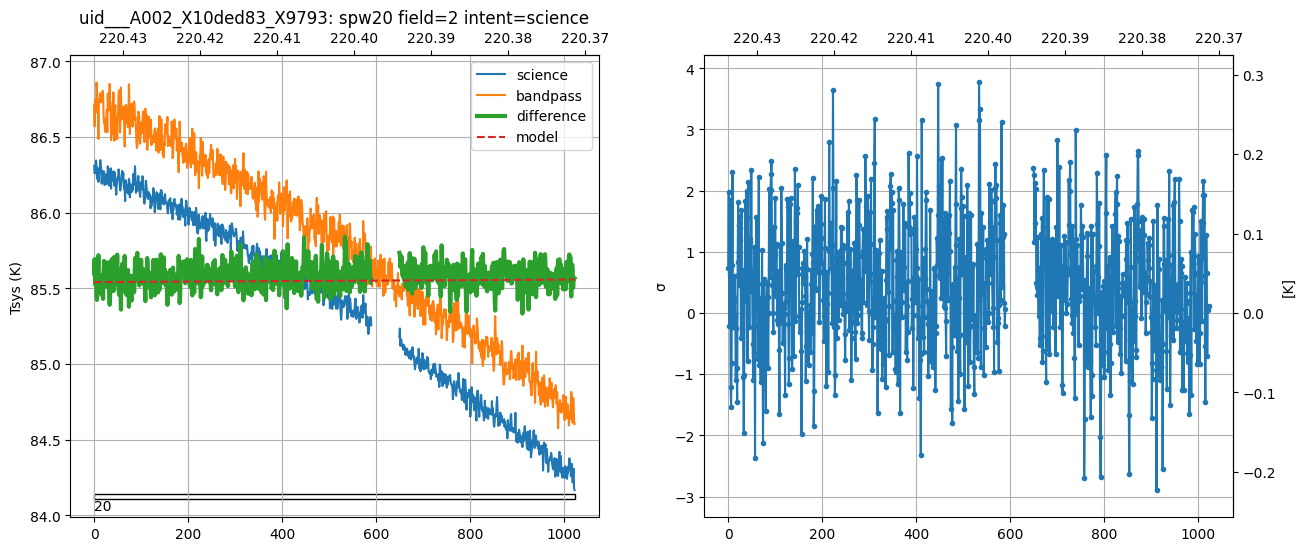 uid___A002_X10ded83_X9793: spw20 field=2 intent=science
220.43 220.42 220.41 220.40 220.39 220.38 220.37
87.0
86.5
86.0
85.5
85.0
84.5
84.0
Tsys (K)
science
bandpass
difference
model
20
0 200 400 600 800 1000
220.43 220.42 220.41 220.40 220.39 220.38 220.37
4
3
2
1
0
−1
−2
−3
σ
0.3
0.2
0.1
0.0
−0.1
−0.2
[K]
0 200 400 600 800 1000